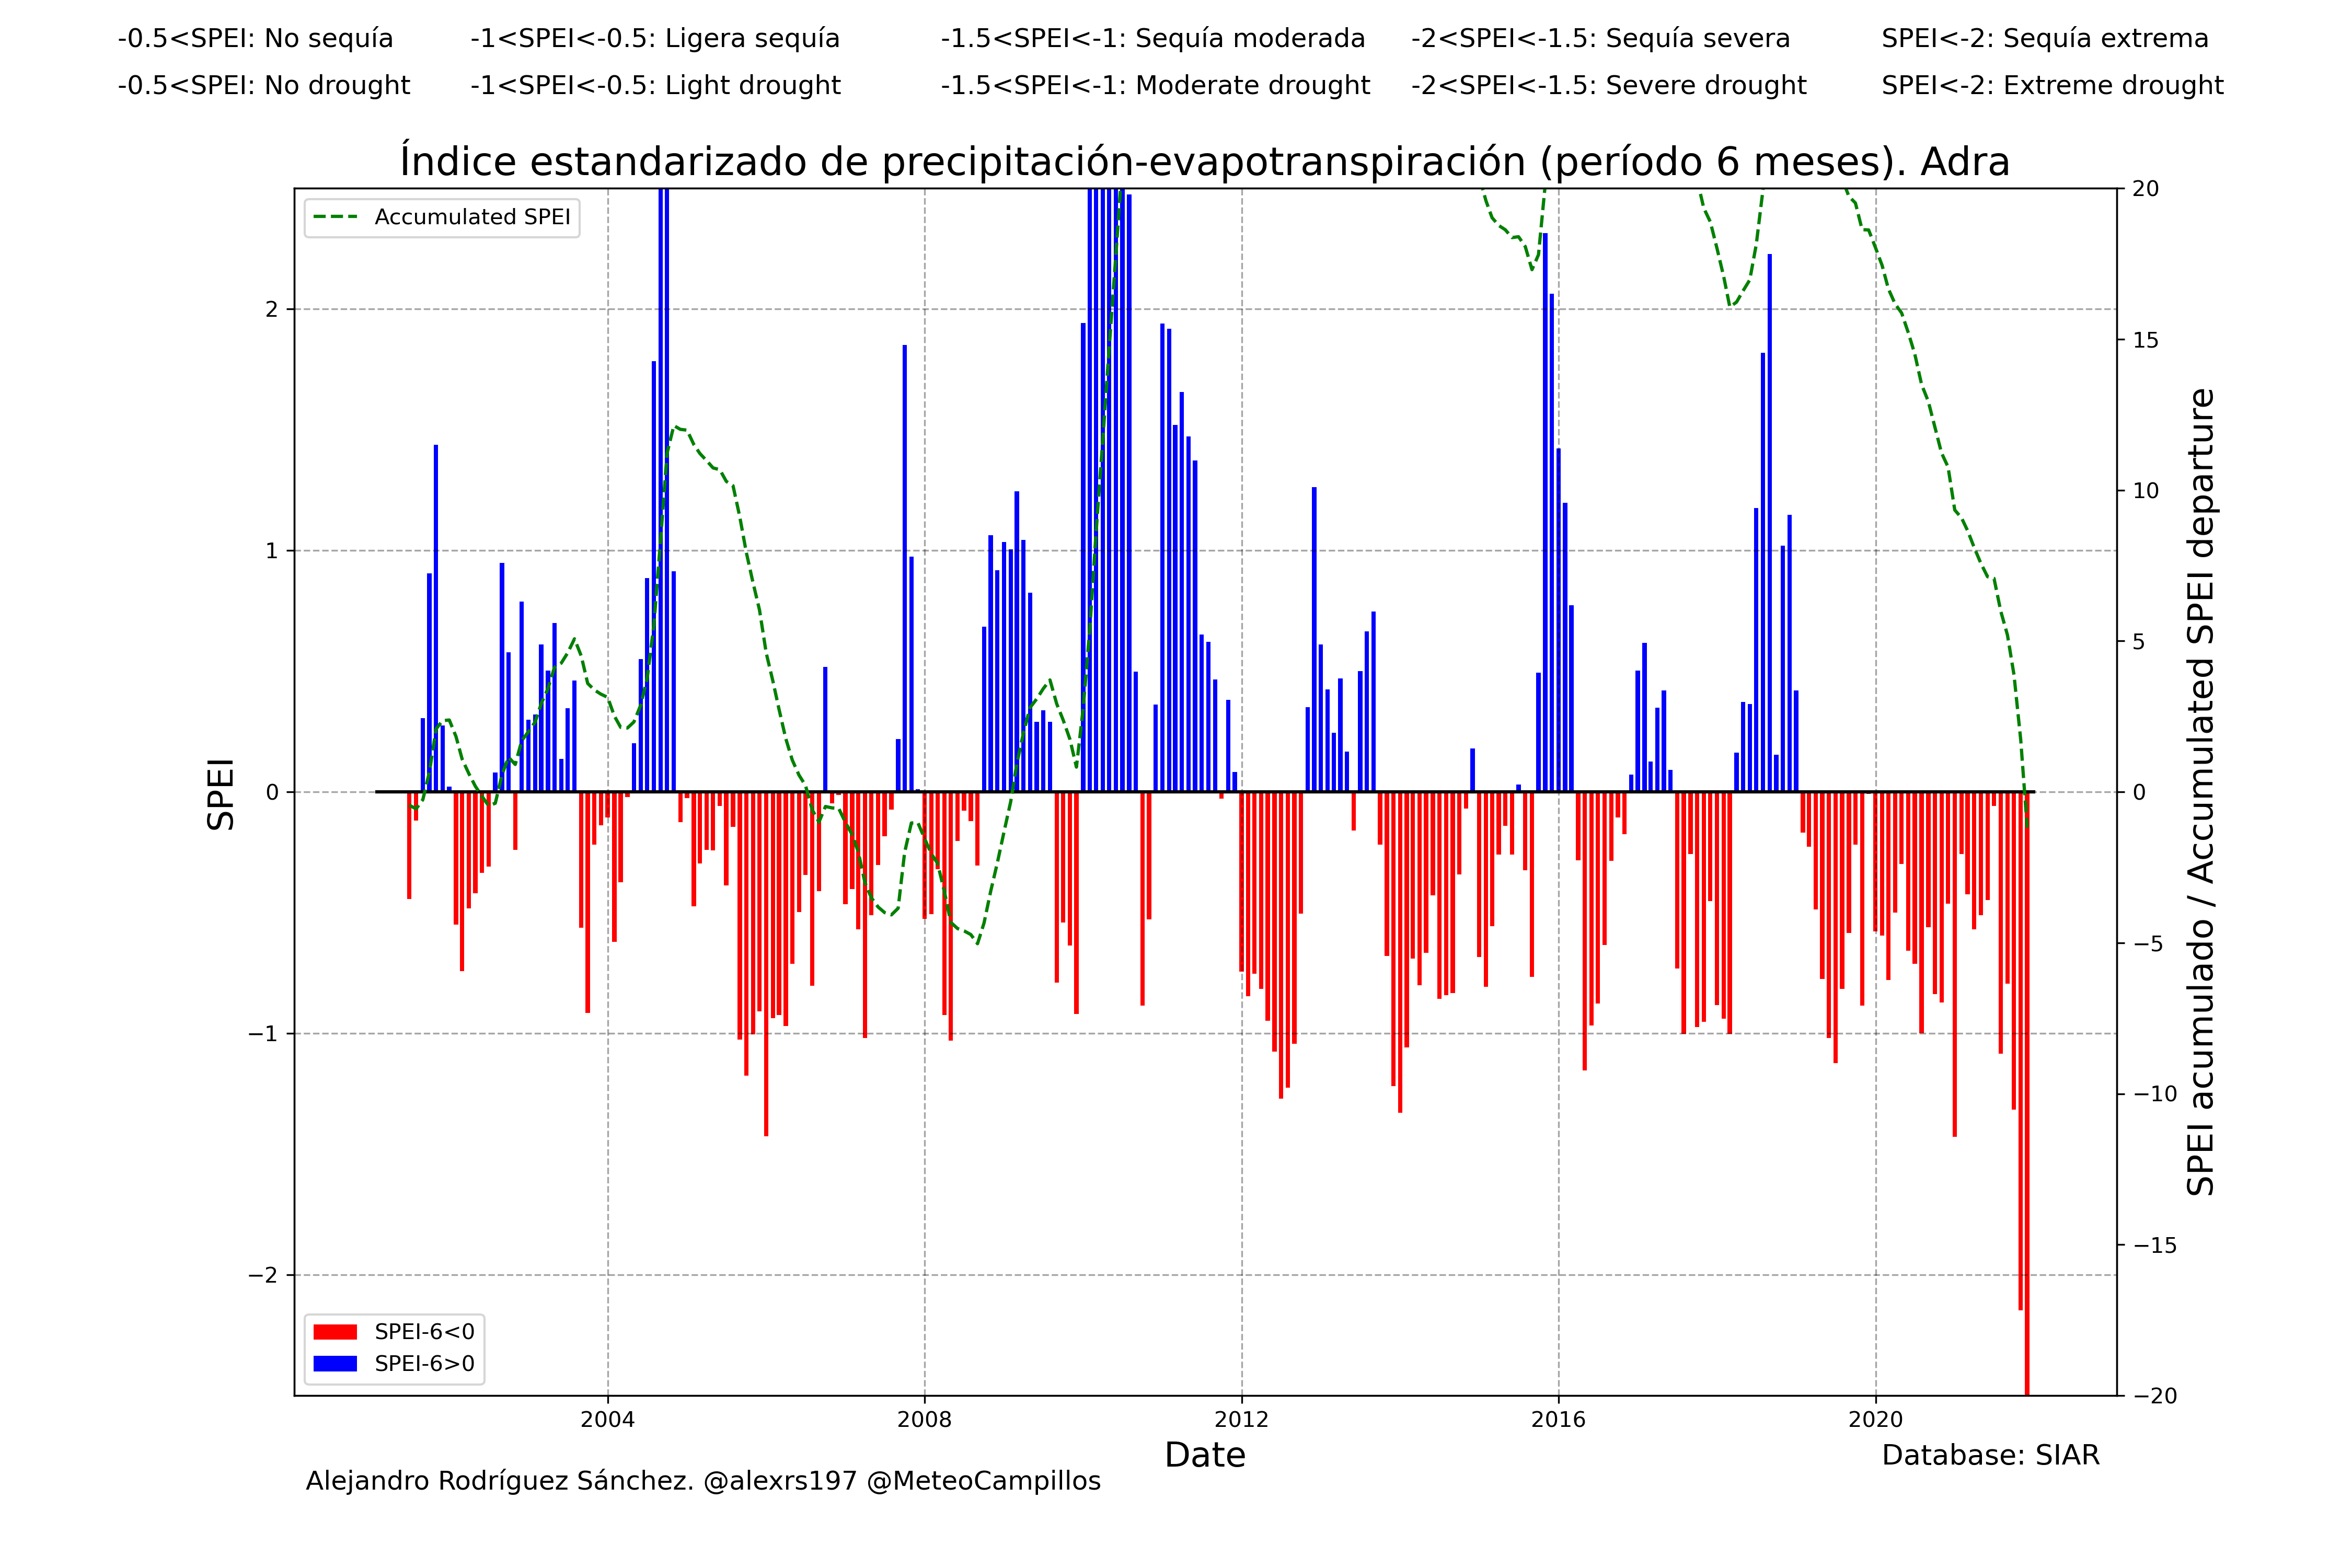 -0.5<SPEI: No sequía -1<SPEI<-0.5: Ligera sequía -1.5<SPEI<-1: Sequía moderada -2<SPEI<-1.5: Sequía severa SPEI<-2: Sequía extrema
-0.5<SPEI: No drought -1<SPEI<-0.5: Light drought -1.5<SPEI<-1: Moderate drought -2<SPEI<-1.5: Severe drought SPEI<-2: Extreme drought
Índice estandarizado de precipitación-evapotranspiración (período 6 meses). Adra
Accumulated SPEI
SPEI
2
1
0
−1
−2
20
15
10
5
0
−5
−10
−15
−20
SPEI acumulado / Accumulated SPEI departure
SPEI-6<0
SPEI-6>0
2004 2008 2012 2016 2020
Date
Database: SIAR
Alejandro Rodríguez Sánchez. @alexrs197 @MeteoCampillos